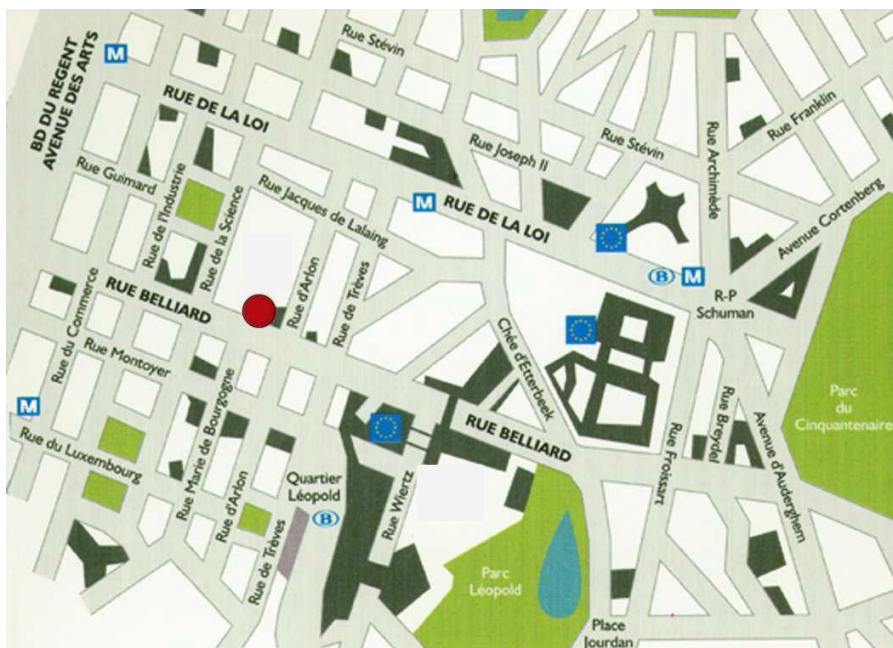 Rue Stévin
M
BD DU REGENT
AVENUE DES ARTS
RUE DE LA LOI
Rue Joseph II
Rue Stévin
Rue Archimède
Rue Franklin
Rue Guimard
Rue de l'Industrie
Rue de la Science
Rue Jacques de Lalaing
M
RUE DE LA LOI
Avenue Cortenberg
B
M
R-P
Schuman
RUE BELLIARD
Rue d'Arlon
Rue de Trèves
Rue du Commerce
Rue Montoyer
Chée d'Etterbeek
M
Rue du Luxembourg
Rue Marie de Bourgogne
Rue d'Arlon
Quartier
Léopold
B
Rue de Trèves
Rue Wiertz
RUE BELLIARD
Rue Froissart
Rue Breydel
Avenue d'Auderghem
Parc
du
Cinquantenaire
Parc
Léopold
Place
Jourdan